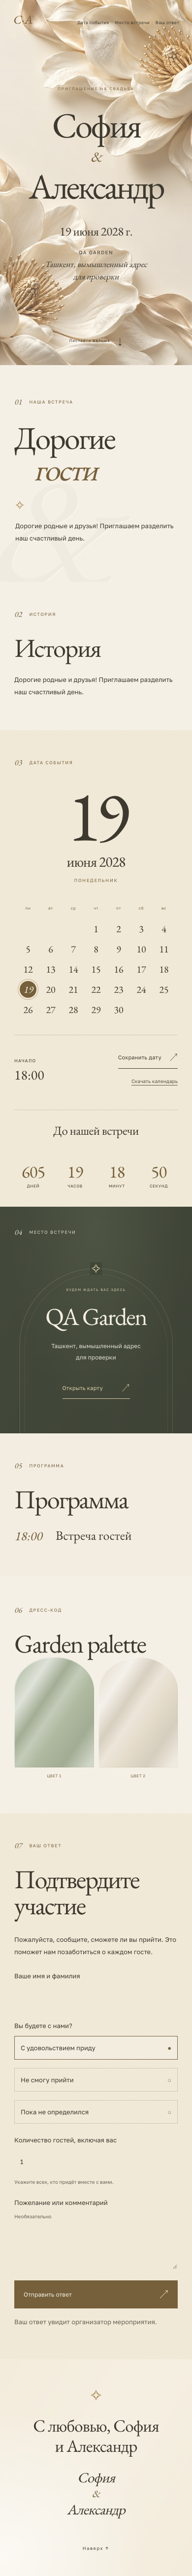 C\A
Дата события Место встречи Ваш ответ
ПРИГЛАШЕНИЕ НА СВАДЬБУ
София
&
Александр
19 июня 2028 г.
QA GARDEN
Ташкент, вымышленный адрес
для проверки
01 НАША ВСТРЕЧА
Дорогие
гости
&
Дорогие родные и друзья! Приглашаем разделить
наш счастливый день.
02 ИСТОРИЯ
История
Дорогие родные и друзья! Приглашаем разделить
наш счастливый день.
03 ДАТА СОБЫТИЯ
19
июня 2028
ПОНЕДЕЛЬНИК
ПН ВТ СР ЧТ ПТ СБ ВС
1 2 3 4
5 6 7 8 9 10 11
12 13 14 15 16 17 18
19 20 21 22 23 24 25
26 27 28 29 30
НАЧАЛО
18:00
Сохранить дату
Скачать календарь
До нашей встречи
605 19 18 50
ДНЕЙ ЧАСОВ МИНУТ СЕКУНД
04 МЕСТО ВСТРЕЧИ
БУДЕМ ЖДАТЬ ВАС ЗДЕСЬ
QA Garden
Ташкент, вымышленный адрес
для проверки
Открыть карту
05 ПРОГРАММА
Программа
18:00 Встреча гостей
06 ДРЕСС-КОД
Garden palette
ЦВЕТ 1 ЦВЕТ 2
07 ВАШ ОТВЕТ
Подтвердите
участие
Пожалуйста, сообщите, сможете ли вы прийти. Это
поможет нам позаботиться о каждом госте.
Ваше имя и фамилия
Вы будете с нами?
С удовольствием приду
Не смогу прийти
Пока не определился
Количество гостей, включая вас
1
Укажите всех, кто придёт вместе с вами.
Пожелание или комментарий
Необязательно
Отправить ответ
Ваш ответ увидит организатор мероприятия.
С любовью, София
и Александр
София
&
Александр
Наверх ↑